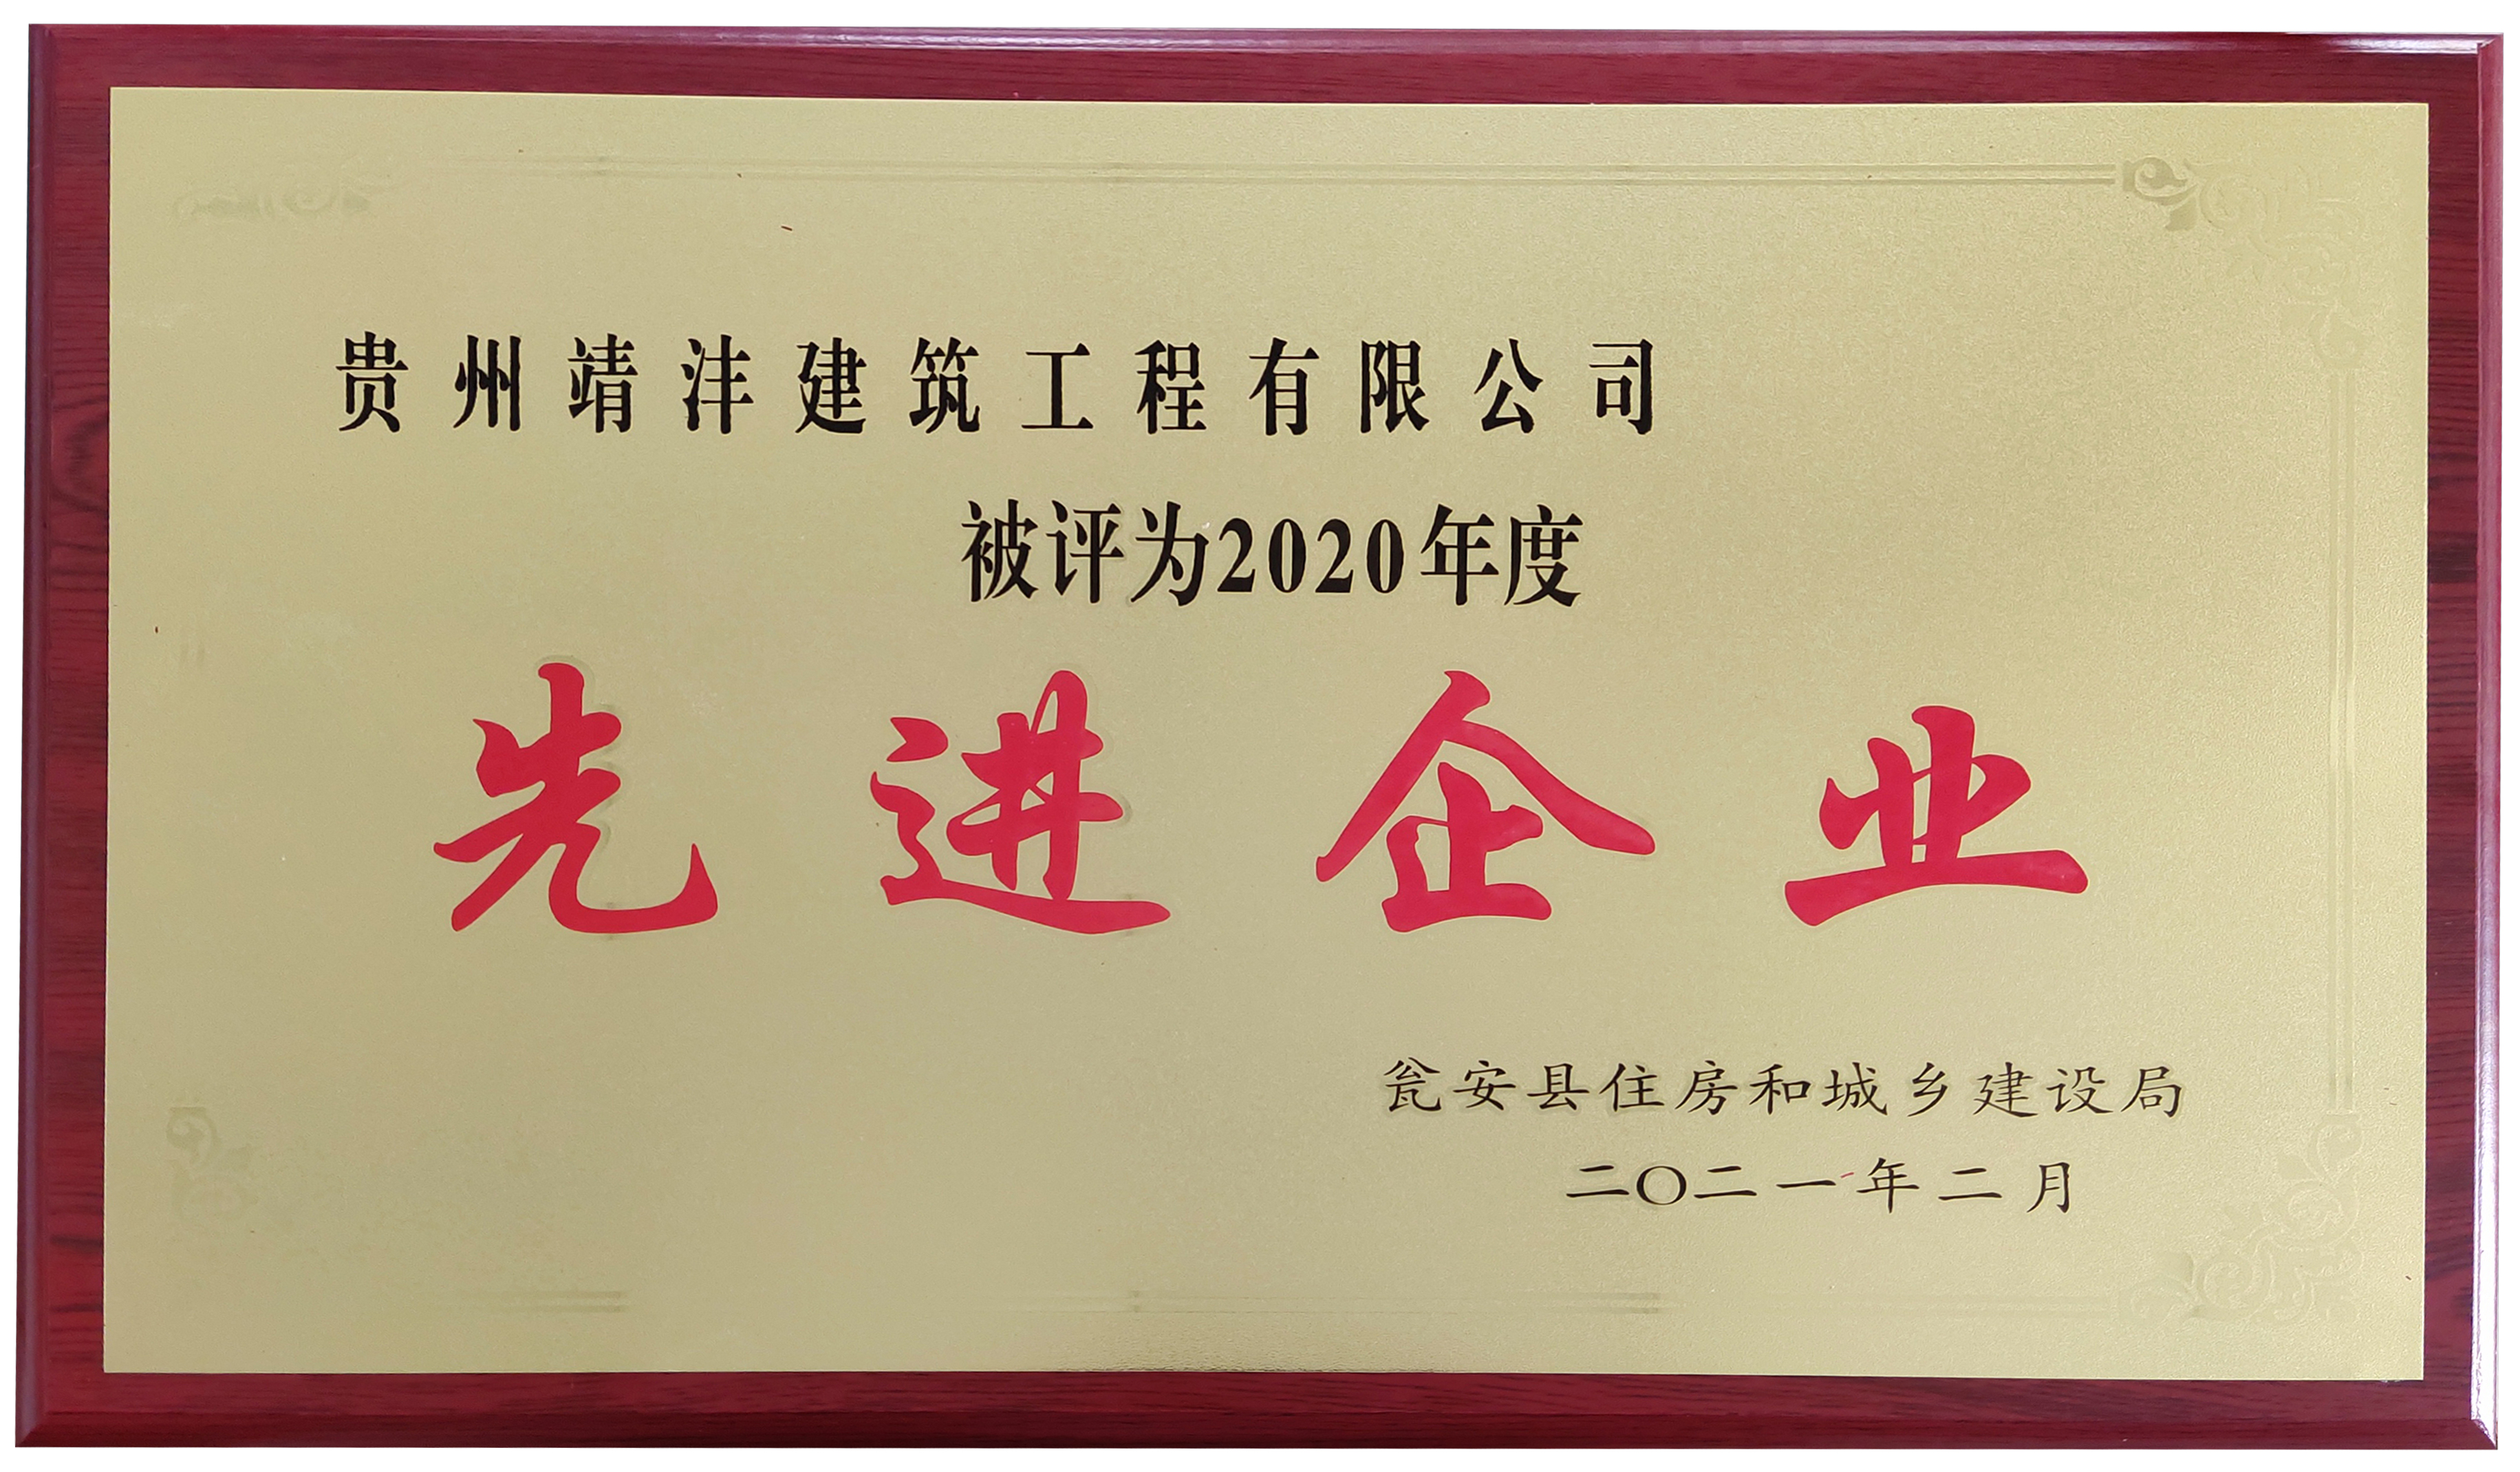 贵州靖沣建筑工程有限公司
被评为2020年度
先进企业
瓮安县住房和城乡建设局
二〇二一年二月